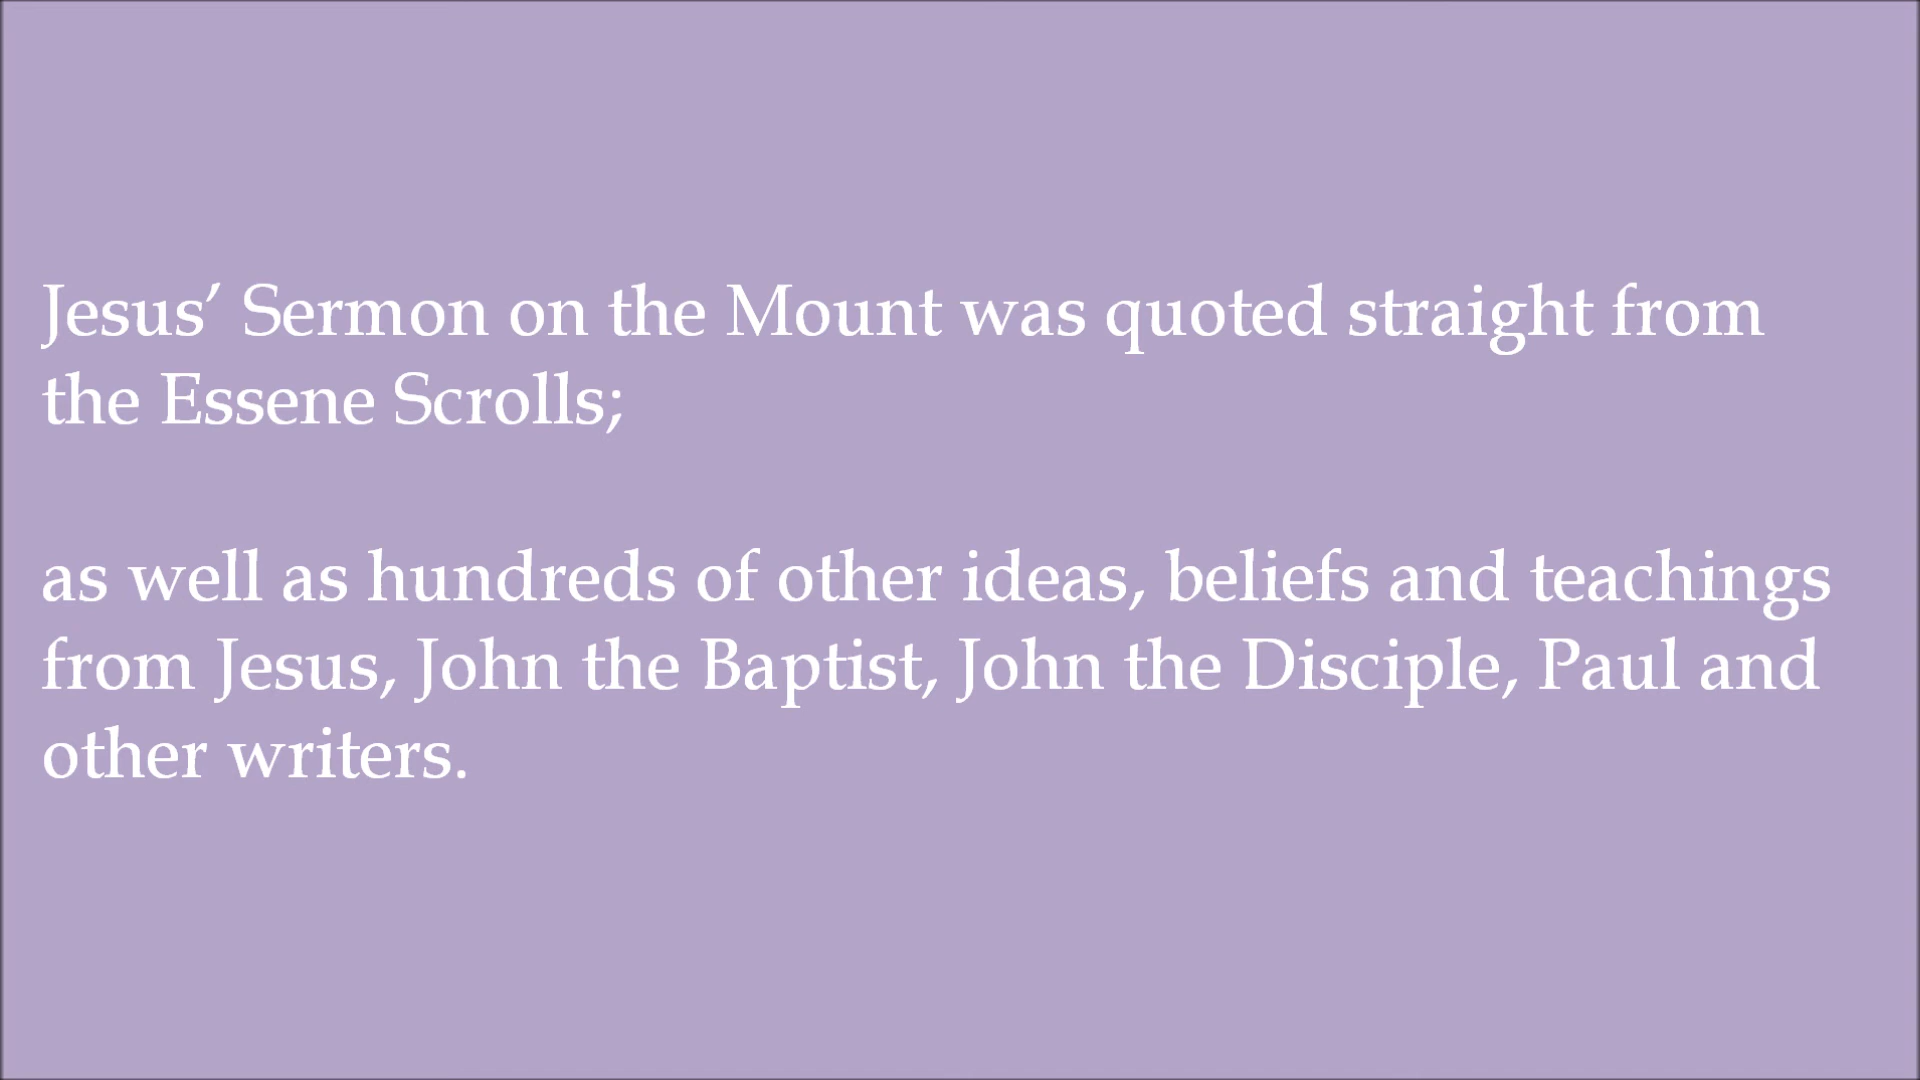 Jesus’ Sermon on the Mount was quoted straight from
the Essene Scrolls;
as well as hundreds of other ideas, beliefs and teachings
from Jesus, John the Baptist, John the Disciple, Paul and
other writers.